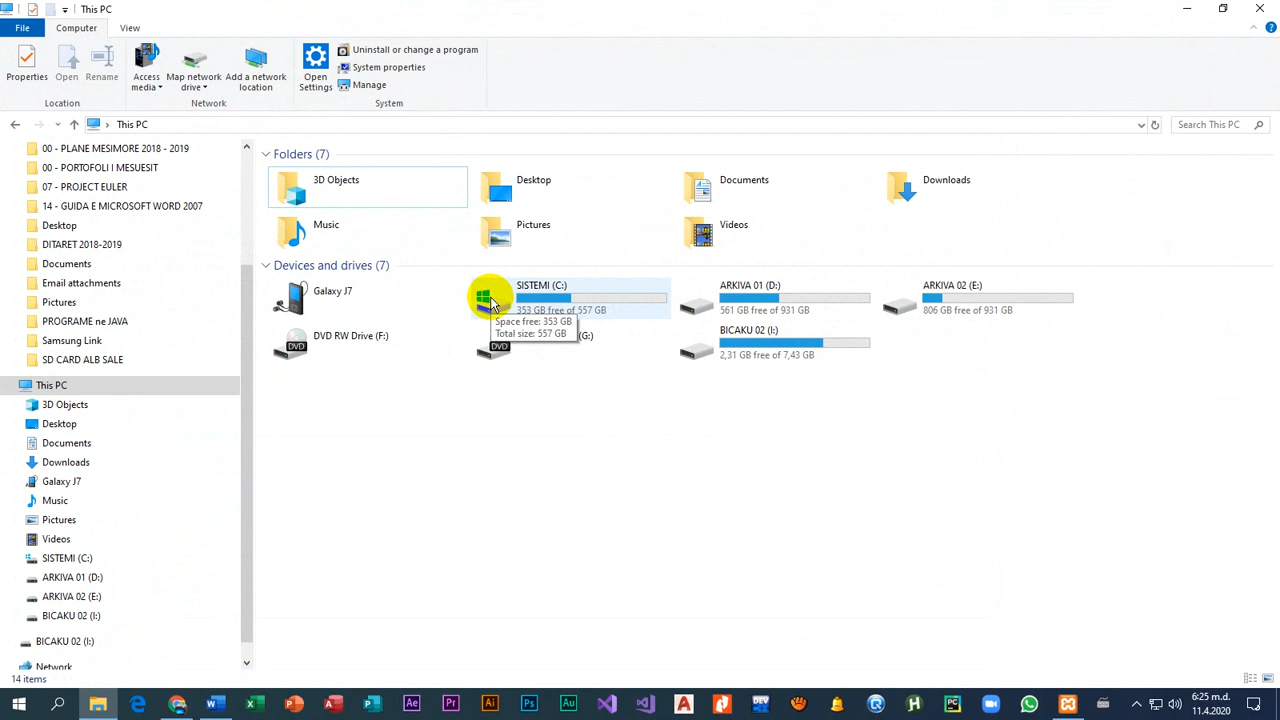 This PC
File
Computer
View
Properties
Open
Rename
Access media
Map network drive
Add a network location
Open Settings
Uninstall or change a program
System properties
Manage
Location
Network
System
This PC
Search This PC
00 - PLANE MESIMORE 2018 - 2019
00 - PORTOFOLI I MESUESIT
07 - PROJECT EULER
14 - GUIDA E MICROSOFT WORD 2007
Desktop
DITARET 2018-2019
Documents
Email attachments
Pictures
PROGRAME ne JAVA
Samsung Link
SD CARD ALB SALE
This PC
3D Objects
Desktop
Documents
Downloads
Galaxy J7
Music
Pictures
Videos
SISTEMI (C:)
ARKIVA 01 (D:)
ARKIVA 02 (E:)
BICAKU 02 (I:)
BICAKU 02 (I:)
Network
Folders (7)
3D Objects
Desktop
Documents
Downloads
Music
Pictures
Videos
Devices and drives (7)
Galaxy J7
SISTEMI (C:)
353 GB free of 557 GB
ARKIVA 01 (D:)
561 GB free of 931 GB
ARKIVA 02 (E:)
806 GB free of 931 GB
Space free: 353 GB
Total size: 557 GB
DVD
DVD RW Drive (F:)
DVD
(G:)
BICAKU 02 (I:)
2,31 GB free of 7,43 GB
14 items
Ae
Pr
Ai
Ps
Au
DEV
PC
6:25 m.d.
11.4.2020